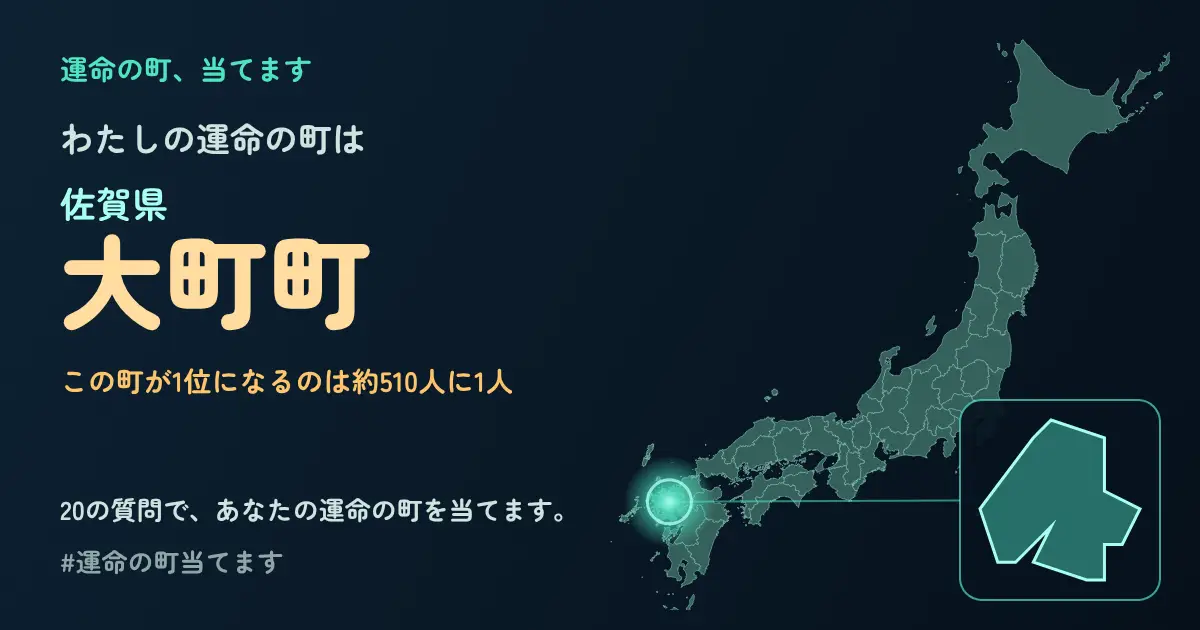 運命の町、当てます
わたしの運命の町は
佐賀県
大町町
この町が1位になるのは約510人に1人
20の質問で、あなたの運命の町を当てます。
#運命の町当てます